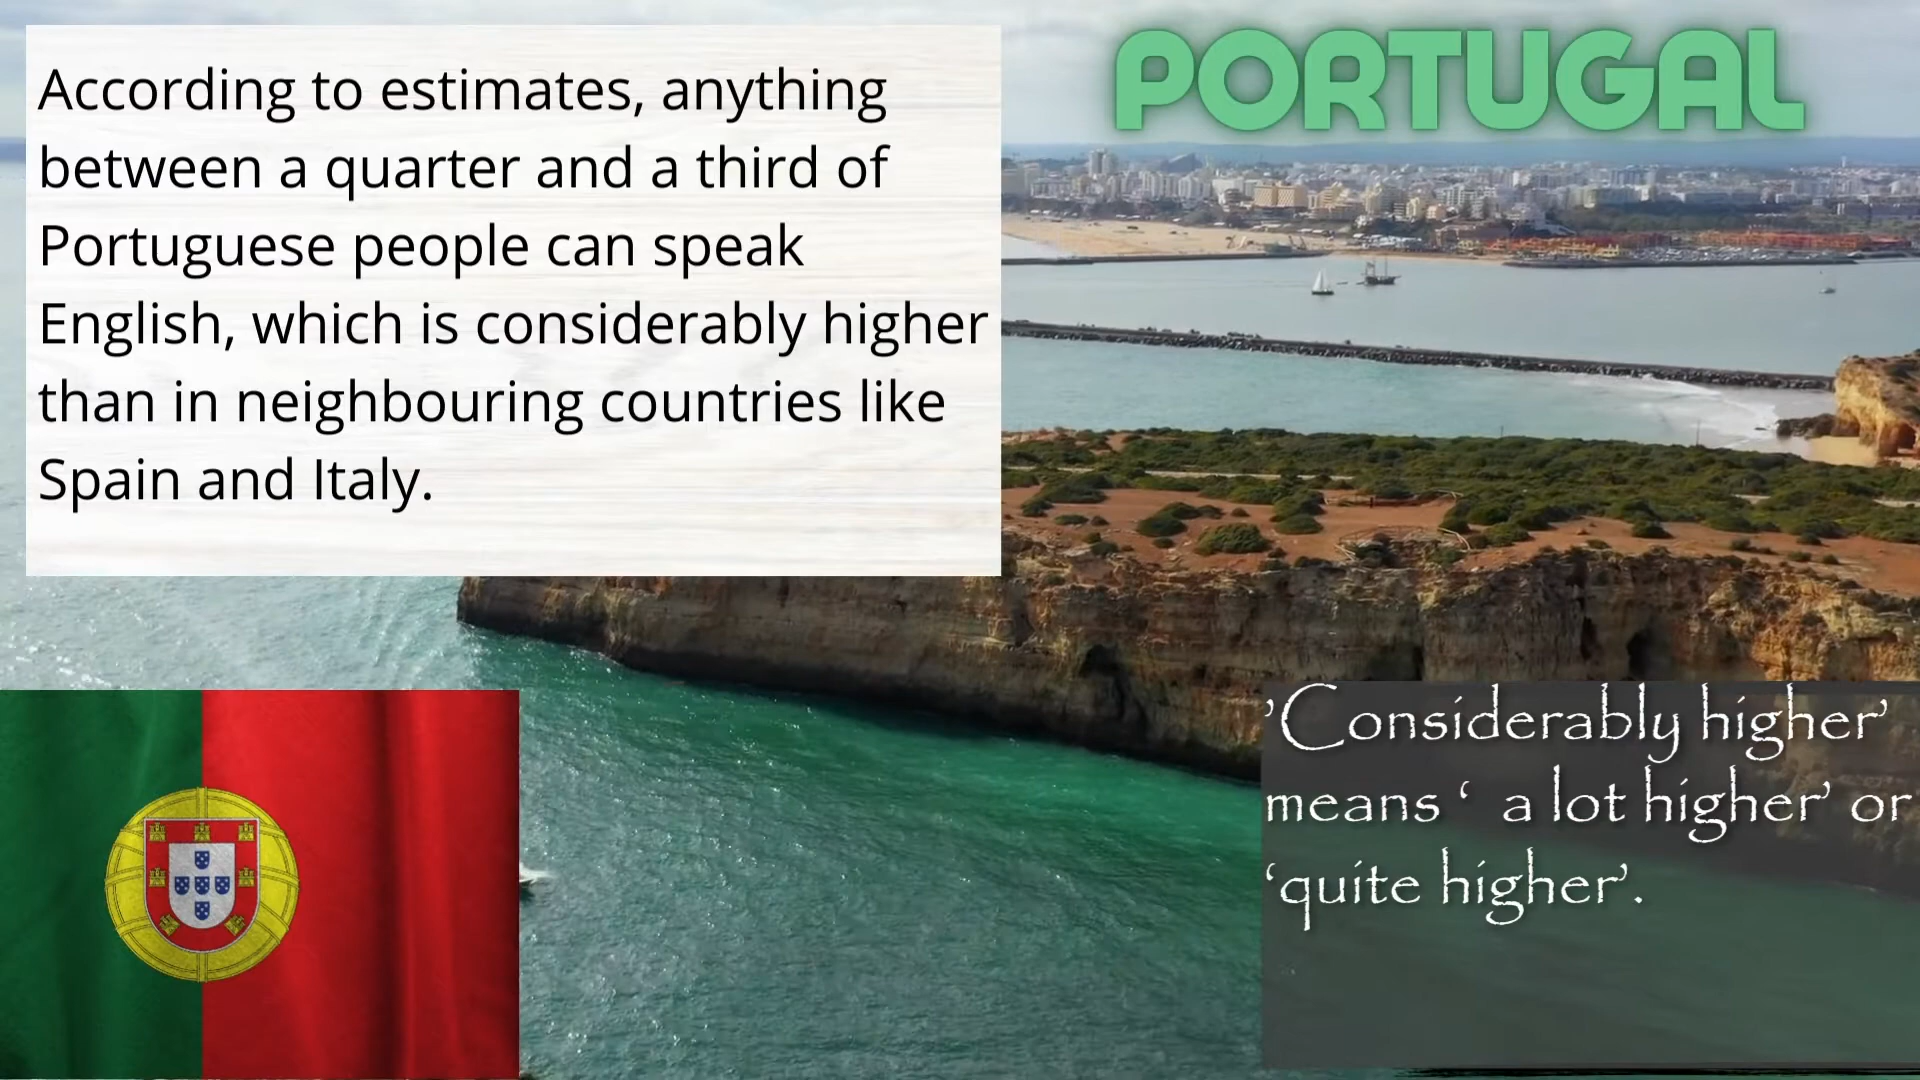 According to estimates, anything
between a quarter and a third of
Portuguese people can speak
English, which is considerably higher
than in neighbouring countries like
Spain and Italy.
PORTUGAL
’Considerably higher’
means ‘ a lot higher’ or
‘quite higher’.